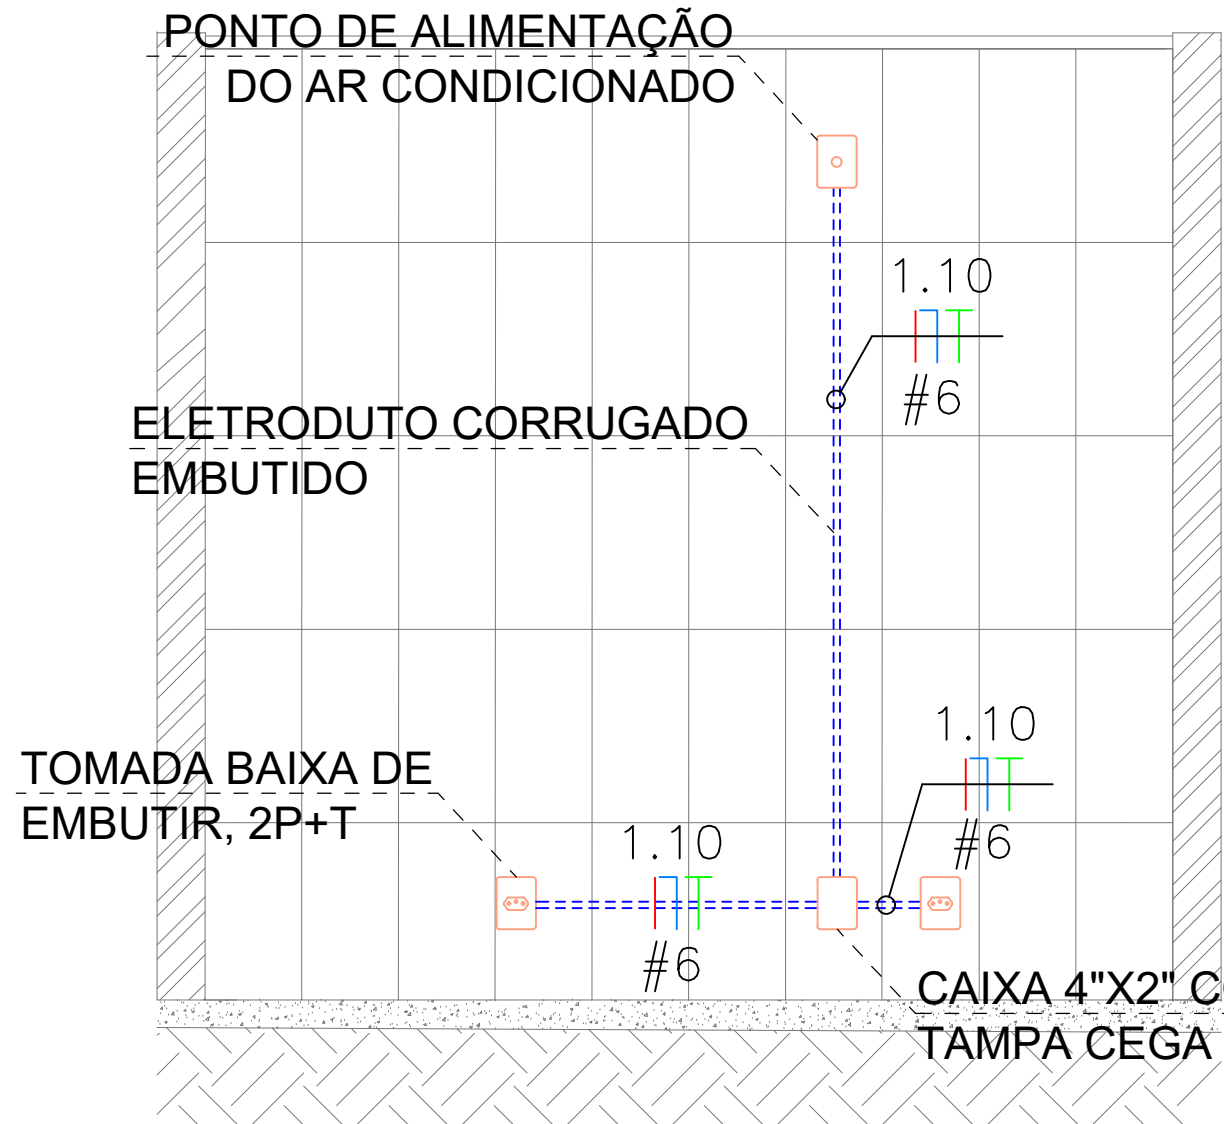 PONTO DE ALIMENTAÇÃO
DO AR CONDICIONADO
1.10
#6
ELETRODUTO CORRUGADO
EMBUTIDO
1.10
#6
TOMADA BAIXA DE
EMBUTIR, 2P+T
1.10
#6
CAIXA 4"X2"
TAMPA CEGA